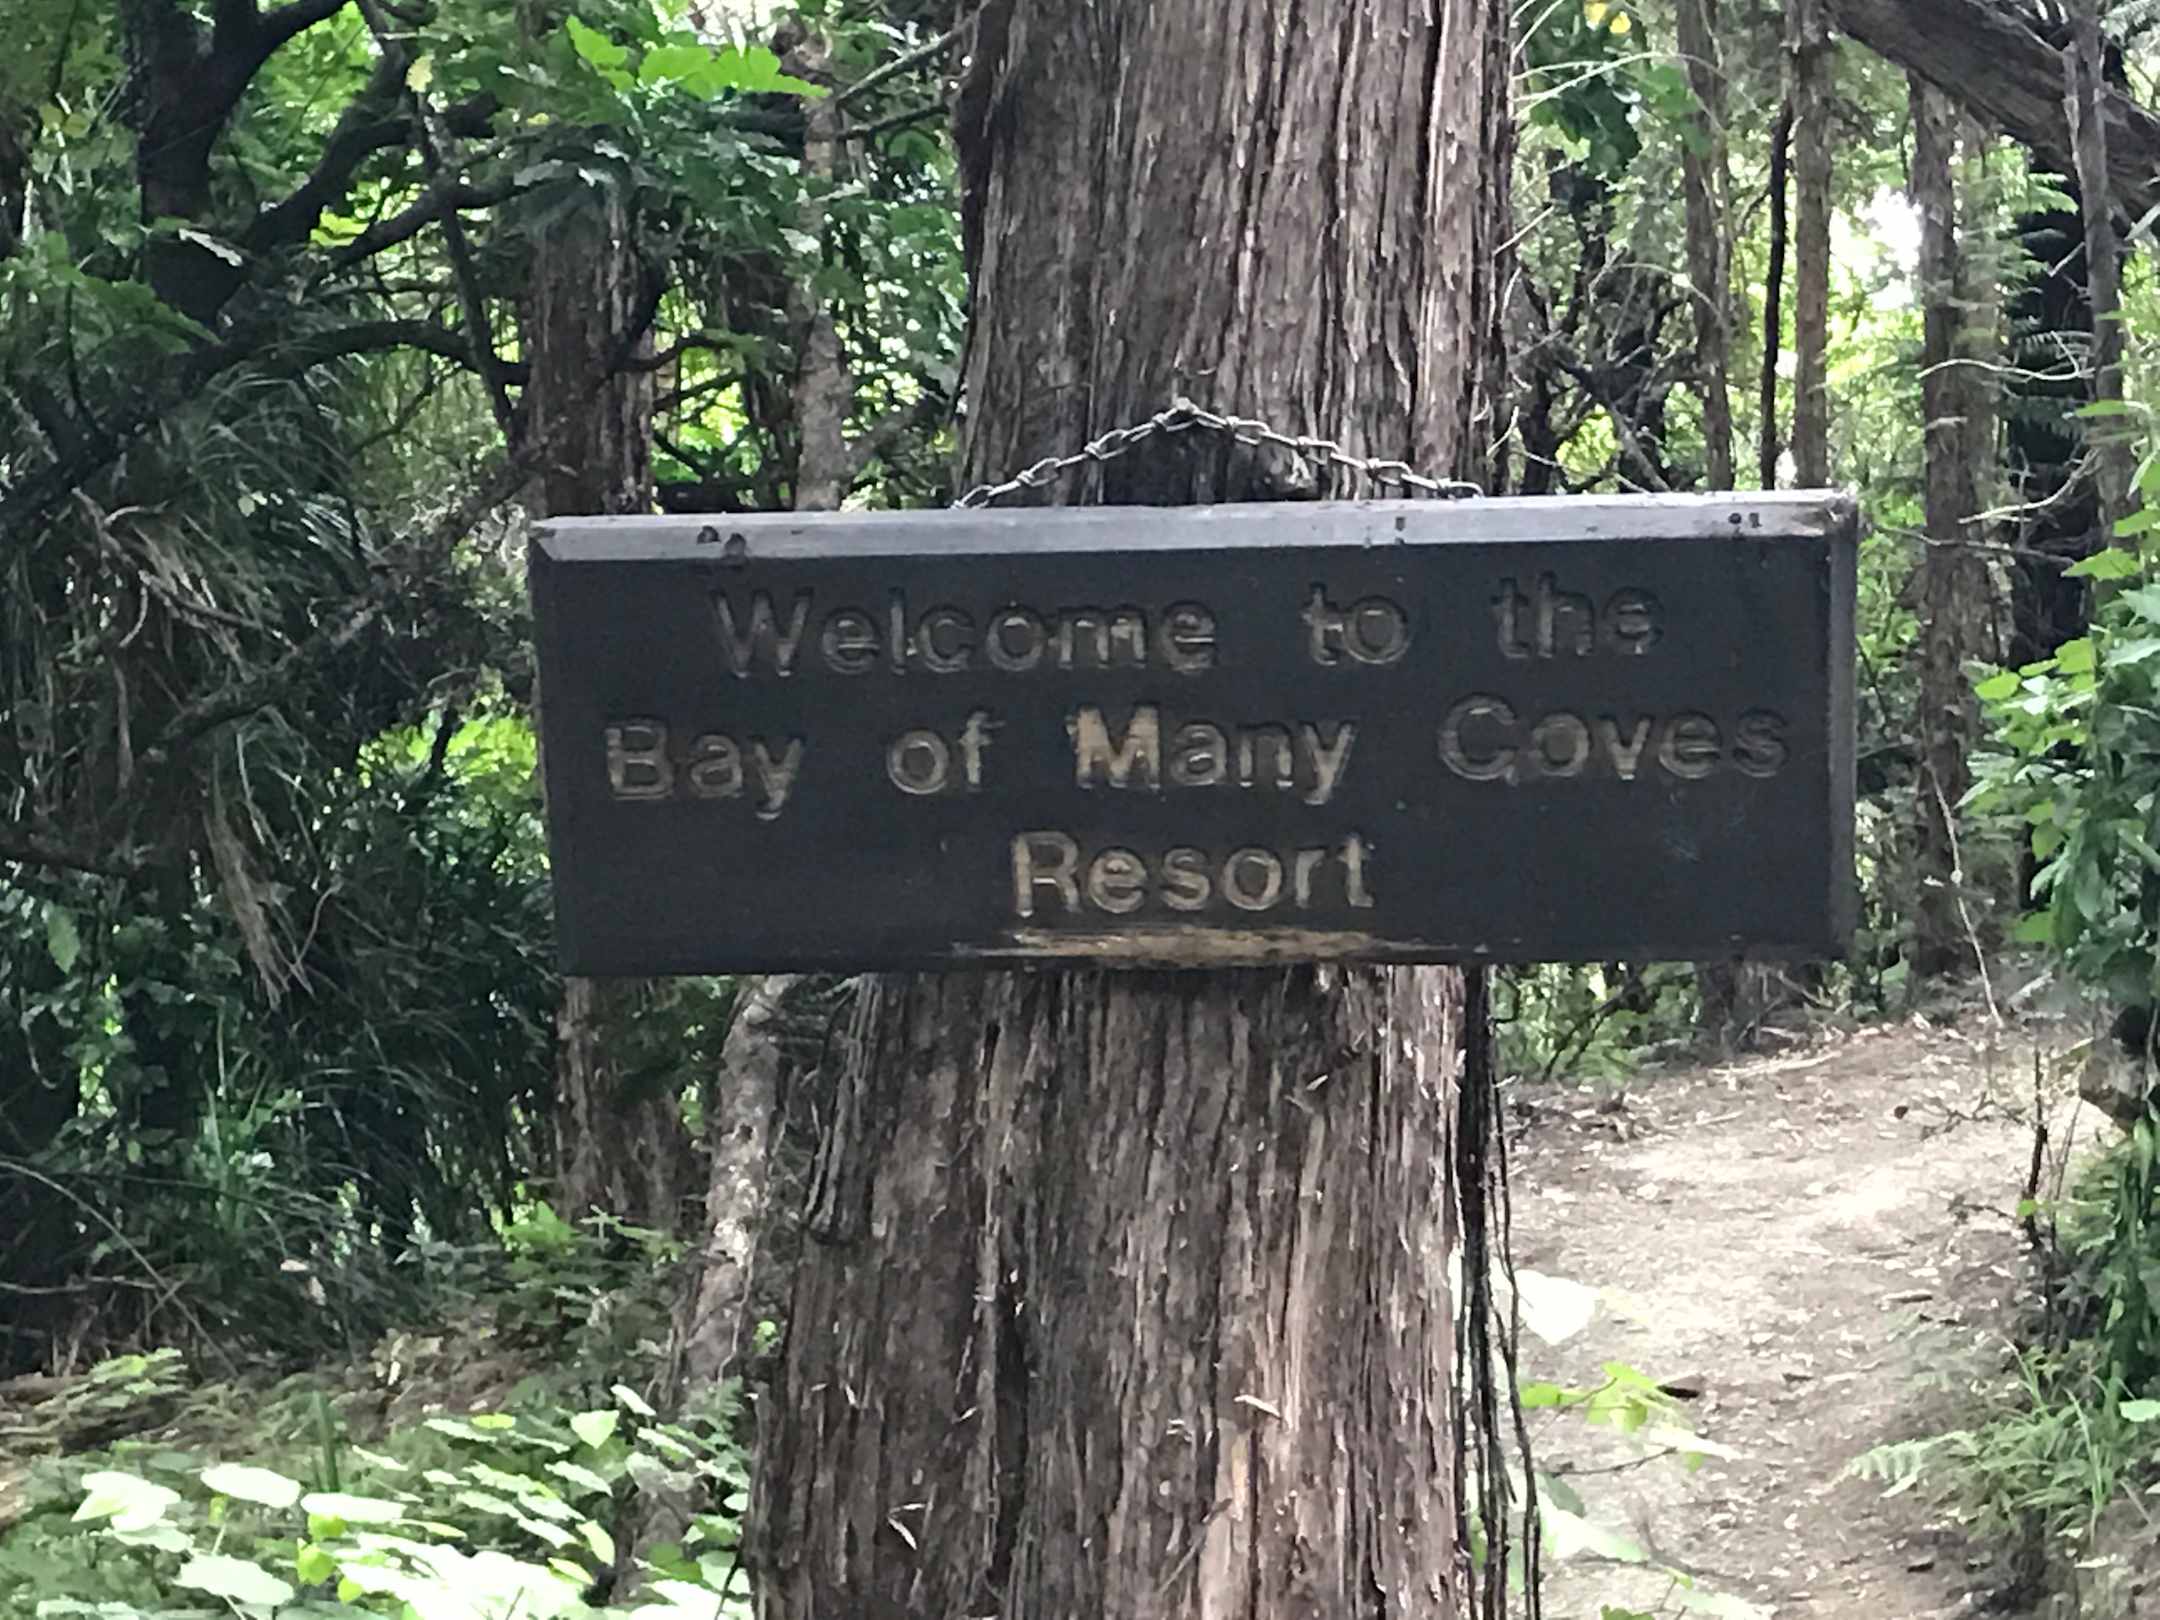 Welcome to the
Bay of Many Coves
Resort